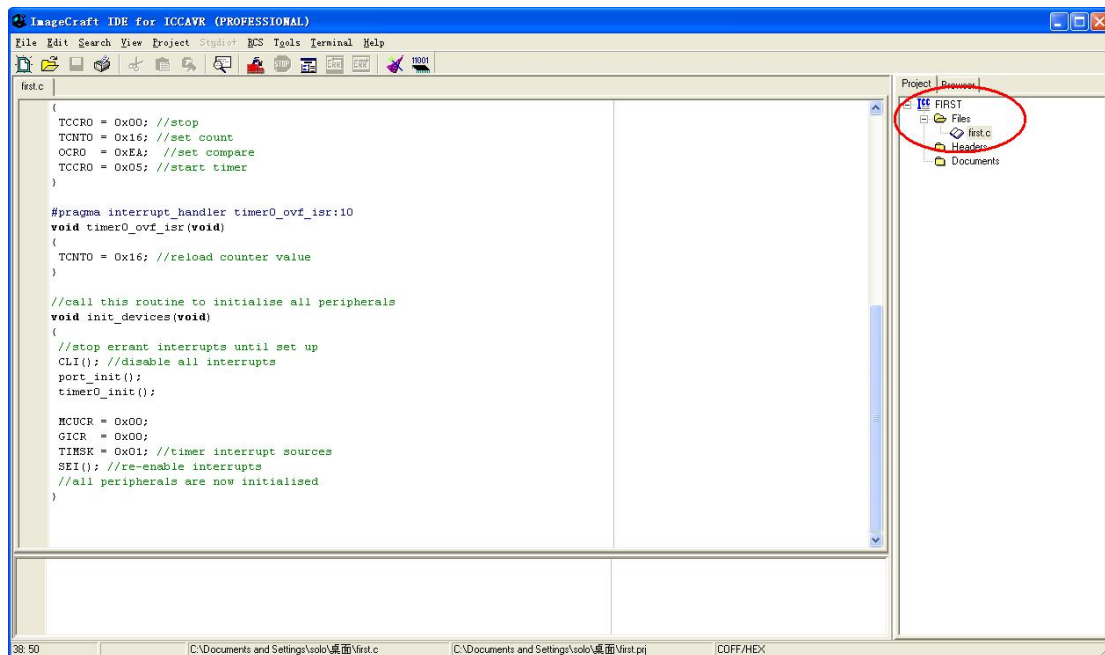 ImageCraft IDE for ICCAVR (PROFESSIONAL)
File Edit Search View Project Studio+ RCS Tools Terminal Help
first.c
{
TCCR0 = 0x00; //stop
TCNT0 = 0x16; //set count
OCR0 = 0xEA; //set compare
TCCR0 = 0x05; //start timer
}
#pragma interrupt_handler timer0_ovf_isr:10
void timer0_ovf_isr(void)
{
TCNT0 = 0x16; //reload counter value
}
//call this routine to initialise all peripherals
void init_devices(void)
{
//stop errant interrupts until set up
CLI(); //disable all interrupts
port_init();
timer0_init();
MCUCR = 0x00;
GICR = 0x00;
TIMSK = 0x01; //timer interrupt sources
SEI(); //re-enable interrupts
//all peripherals are now initialised
}
Project Browser
FIRST
Files
first.c
Headers
Documents
38: 50 C:\Documents and Settings\solo\桌面\first.c C:\Documents and Settings\solo\桌面\first.prj COFF/HEX